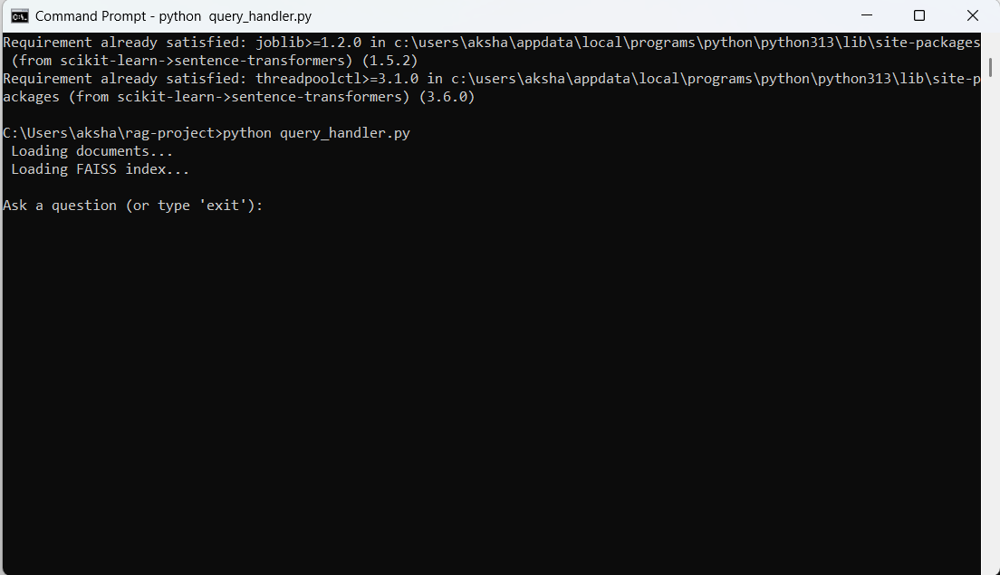 Command Prompt - python  query_handler.py
Requirement already satisfied: joblib>=1.2.0 in c:\users\aksha\appdata\local\programs\python\python313\lib\site-packages
 (from scikit-learn->sentence-transformers) (1.5.2)
Requirement already satisfied: threadpoolctl>=3.1.0 in c:\users\aksha\appdata\local\programs\python\python313\lib\site-p
ackages (from scikit-learn->sentence-transformers) (3.6.0)
C:\Users\aksha\rag-project>python query_handler.py
 Loading documents...
 Loading FAISS index...
Ask a question (or type 'exit'):